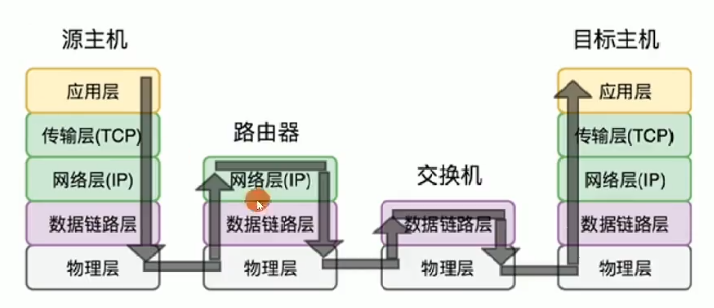 源主机
应用层
传输层(TCP)
网络层(IP)
数据链路层
物理层
路由器
网络层(IP)
数据链路层
物理层
交换机
数据链路层
物理层
目标主机
应用层
传输层(TCP)
网络层(IP)
数据链路层
物理层